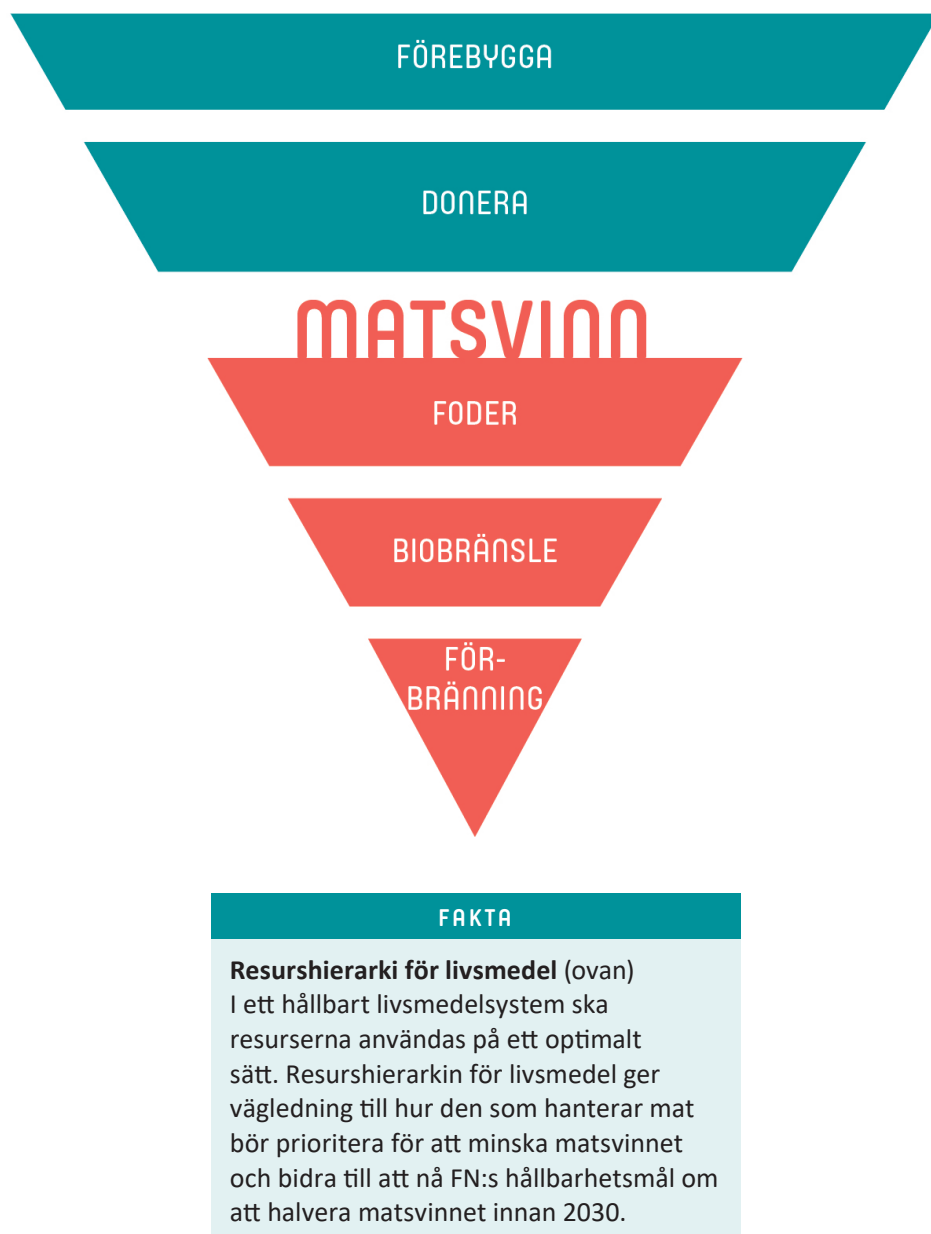 FÖREBYGGA
DONERA
MATSVINN
FODER
BIOBRÄNSLE
FÖR-
BRÄNNING
FAKTA
Resurshierarki för livsmedel (ovan)
I ett hållbart livsmedelsystem ska
resurserna användas på ett optimalt
sätt. Resurshierarkin för livsmedel ger
vägledning till hur den som hanterar mat
bör prioritera för att minska matsvinnet
och bidra till att nå FN:s hållbarhetsmål om
att halvera matsvinnet innan 2030.